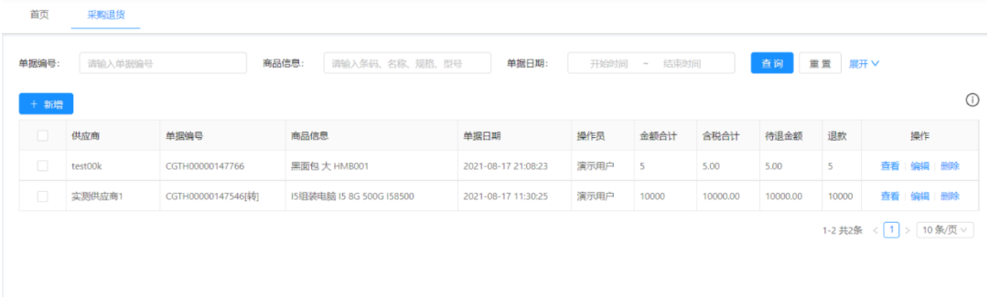 首页 采购退货
单据编号: 请输入单据编号 商品信息: 请输入条码、名称、规格、型号 单据日期: 开始时间 ~ 结束时间 查询 重置 展开
+ 新增
供应商 单据编号 商品信息 单据日期 操作员 金额合计 含税合计 待退金额 退款 操作
test00k CGTH00000147766 黑面包 大 HMB001 2021-08-17 21:08:23 演示用户 5 5.00 5.00 5 查看 编辑 删除
实测供应商1 CGTH00000147546[转] I5组装电脑 I5 8G 500G I58500 2021-08-17 11:30:25 演示用户 10000 10000.00 10000.00 10000 查看 编辑 删除
1-2 共2条 < 1 > 10 条/页